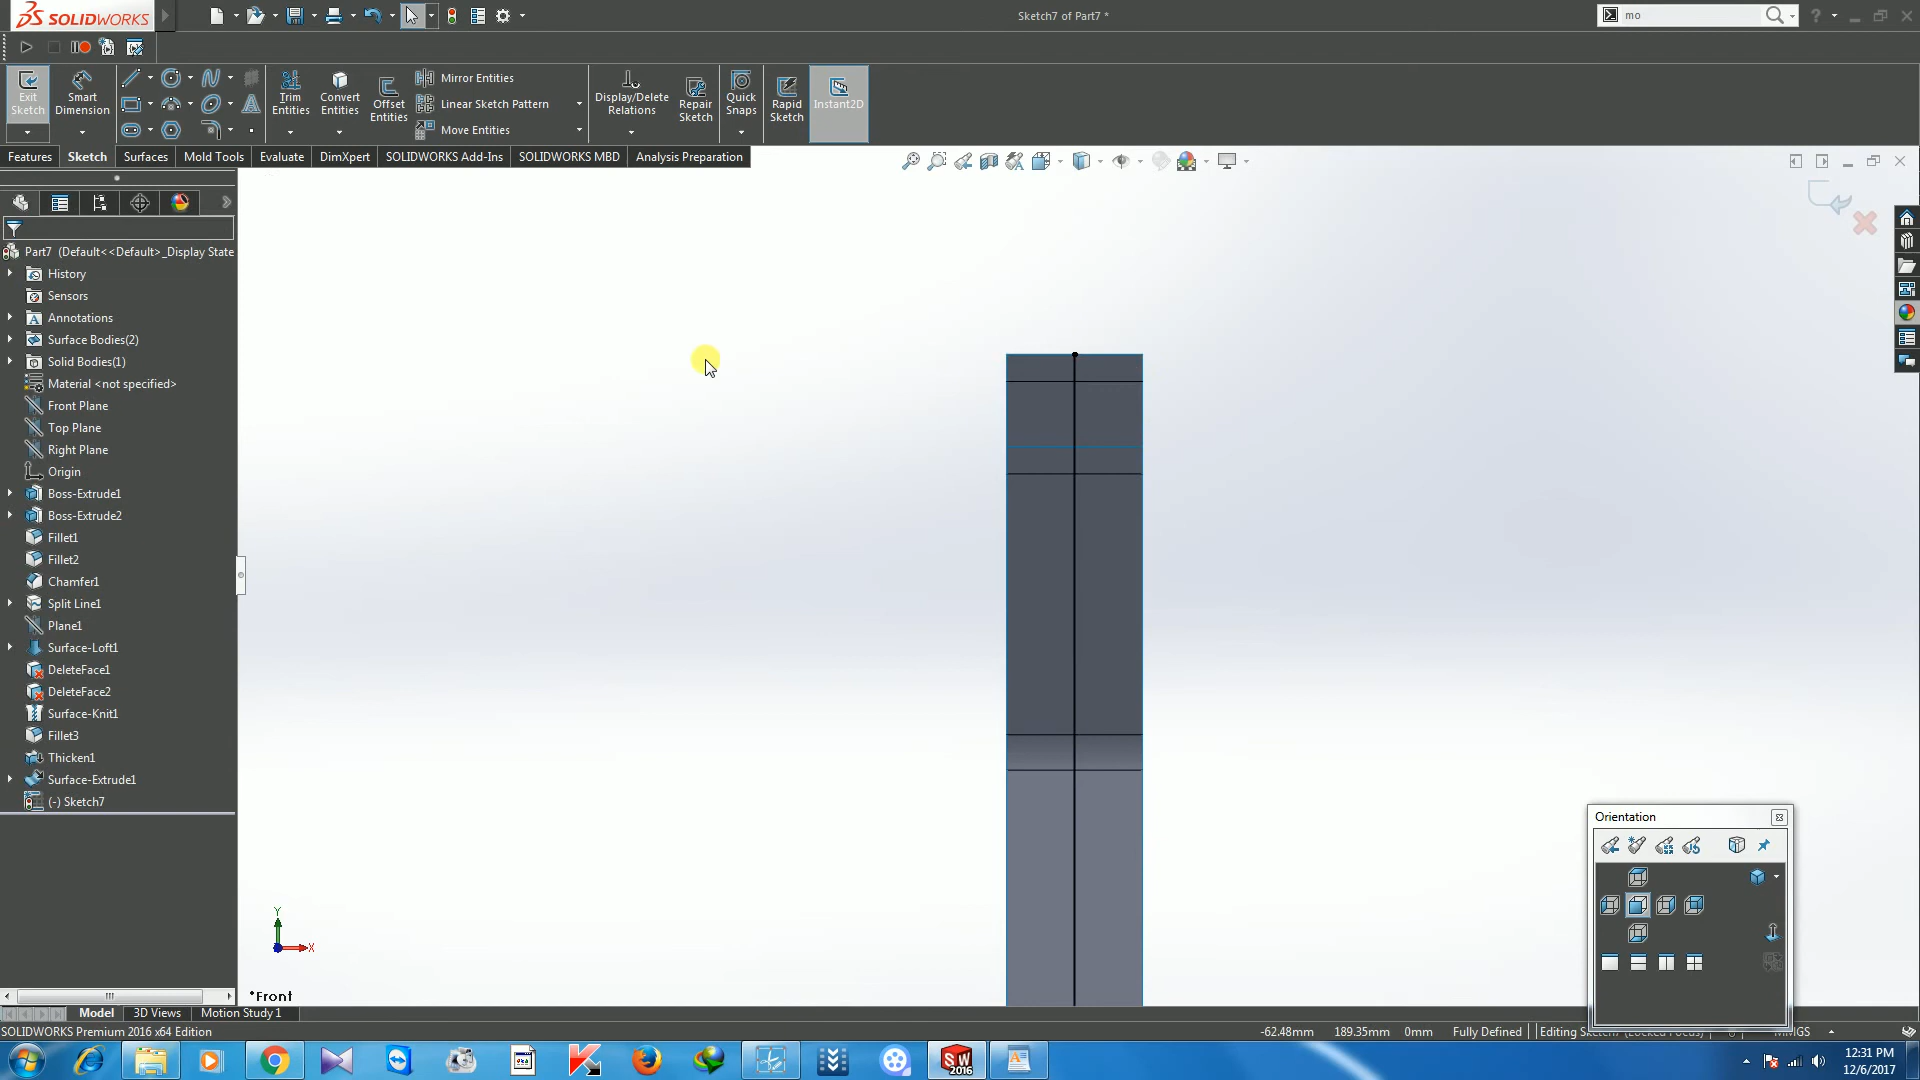 SOLIDWORKS
Sketch7 of Part7 *
mo
Exit Sketch
Smart Dimension
Trim Entities
Convert Entities
Offset Entities
Mirror Entities
Linear Sketch Pattern
Move Entities
Display/Delete Relations
Repair Sketch
Quick Snaps
Rapid Sketch
Instant2D
Features
Sketch
Surfaces
Mold Tools
Evaluate
DimXpert
SOLIDWORKS Add-Ins
SOLIDWORKS MBD
Analysis Preparation
Part7 (Default<<Default>_Display State
History
Sensors
Annotations
Surface Bodies(2)
Solid Bodies(1)
Material <not specified>
Front Plane
Top Plane
Right Plane
Origin
Boss-Extrude1
Boss-Extrude2
Fillet1
Fillet2
Chamfer1
Split Line1
Plane1
Surface-Loft1
DeleteFace1
DeleteFace2
Surface-Knit1
Fillet3
Thicken1
Surface-Extrude1
(-) Sketch7
Orientation
Y
X
*Front
Model
3D Views
Motion Study 1
SOLIDWORKS Premium 2016 x64 Edition
-62.48mm
189.35mm
0mm
Fully Defined
MMGS
SW
2016
12:31 PM
12/6/2017